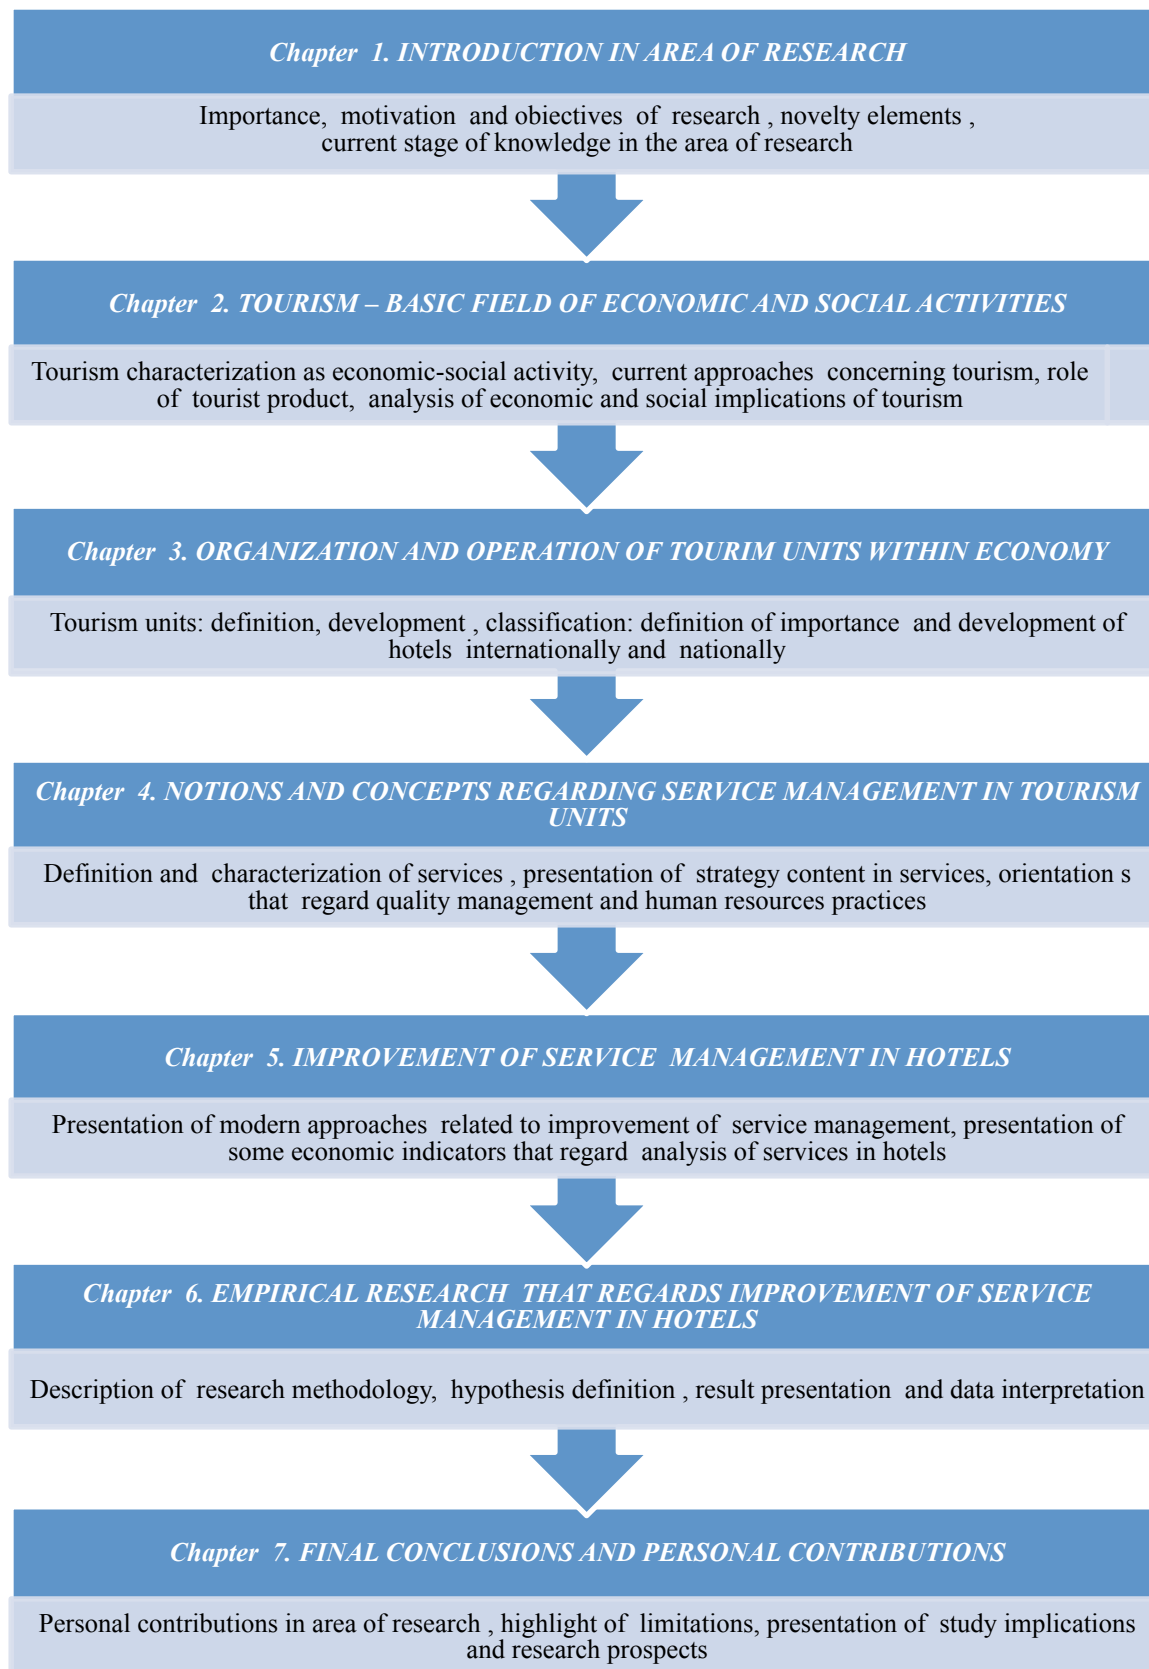 Chapter 1. INTRODUCTION IN AREA OF RESEARCH
Importance, motivation and obiectives of research , novelty elements ,
current stage of knowledge in the area of research
Chapter 2. TOURISM – BASIC FIELD OF ECONOMIC AND SOCIAL ACTIVITIES
Tourism characterization as economic-social activity, current approaches concerning tourism, role
of tourist product, analysis of economic and social implications of tourism
Chapter 3. ORGANIZATION AND OPERATION OF TOURIM UNITS WITHIN ECONOMY
Tourism units: definition, development , classification: definition of importance and development of
hotels internationally and nationally
Chapter 4. NOTIONS AND CONCEPTS REGARDING SERVICE MANAGEMENT IN TOURISM
UNITS
Definition and characterization of services , presentation of strategy content in services, orientation s
that regard quality management and human resources practices
Chapter 5. IMPROVEMENT OF SERVICE MANAGEMENT IN HOTELS
Presentation of modern approaches related to improvement of service management, presentation of
some economic indicators that regard analysis of services in hotels
Chapter 6. EMPIRICAL RESEARCH THAT REGARDS IMPROVEMENT OF SERVICE
MANAGEMENT IN HOTELS
Description of research methodology, hypothesis definition , result presentation and data interpretation
Chapter 7. FINAL CONCLUSIONS AND PERSONAL CONTRIBUTIONS
Personal contributions in area of research , highlight of limitations, presentation of study implications
and research prospects